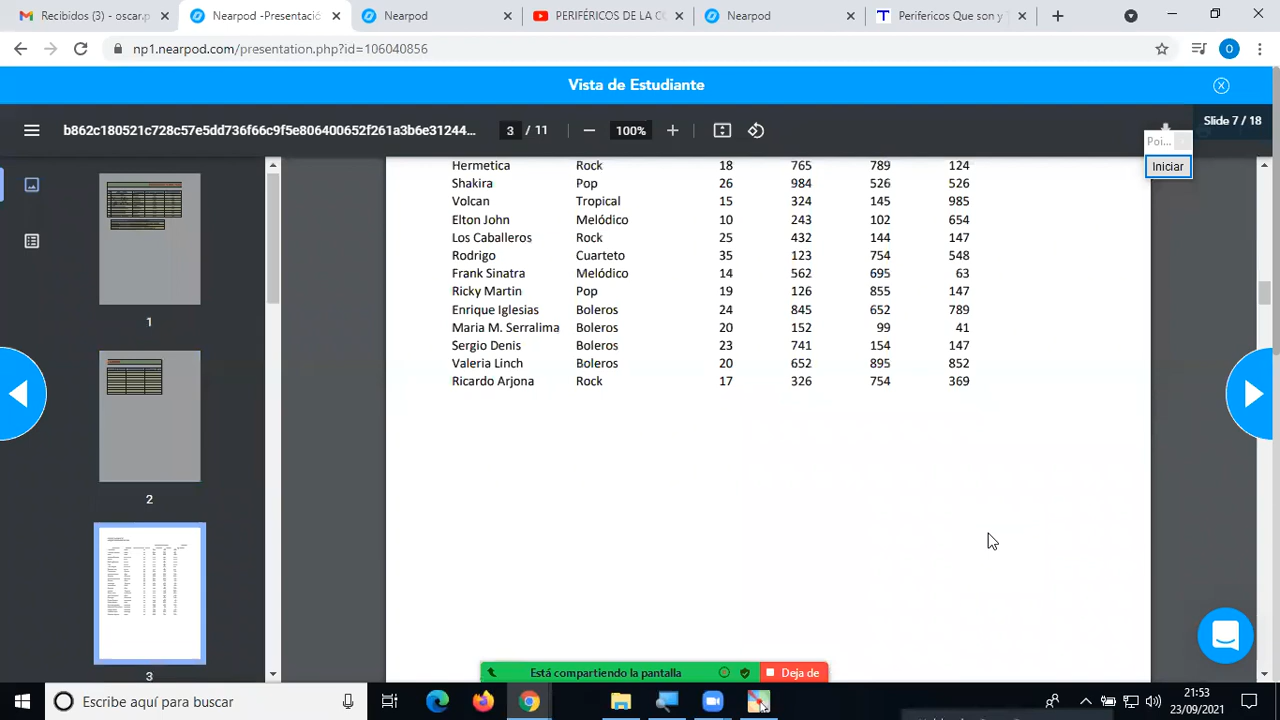 Recibidos (3) - oscar.p
Nearpod -Presentació
Nearpod
PERIFÉRICOS DE LA CO
Nearpod
Perifericos Que son y
np1.nearpod.com/presentation.php?id=106040856
O
Vista de Estudiante
b862c180521c728c57e5dd736f66c9f5e806400652f261a3b6e31244...
3 / 11
100%
Slide 7 / 18
Poi...
Iniciar
Hermetica Rock 18 765 789 124
Shakira Pop 26 984 526 526
Volcan Tropical 15 324 145 985
Elton John Melódico 10 243 102 654
Los Caballeros Rock 25 432 144 147
Rodrigo Cuarteto 35 123 754 548
Frank Sinatra Melódico 14 562 695 63
Ricky Martin Pop 19 126 855 147
Enrique Iglesias Boleros 24 845 652 789
Maria M. Serralima Boleros 20 152 99 41
Sergio Denis Boleros 23 741 154 147
Valeria Linch Boleros 20 652 895 852
Ricardo Arjona Rock 17 326 754 369
1
2
3
Está compartiendo la pantalla
Deja de
Escribe aquí para buscar
21:53
23/09/2021